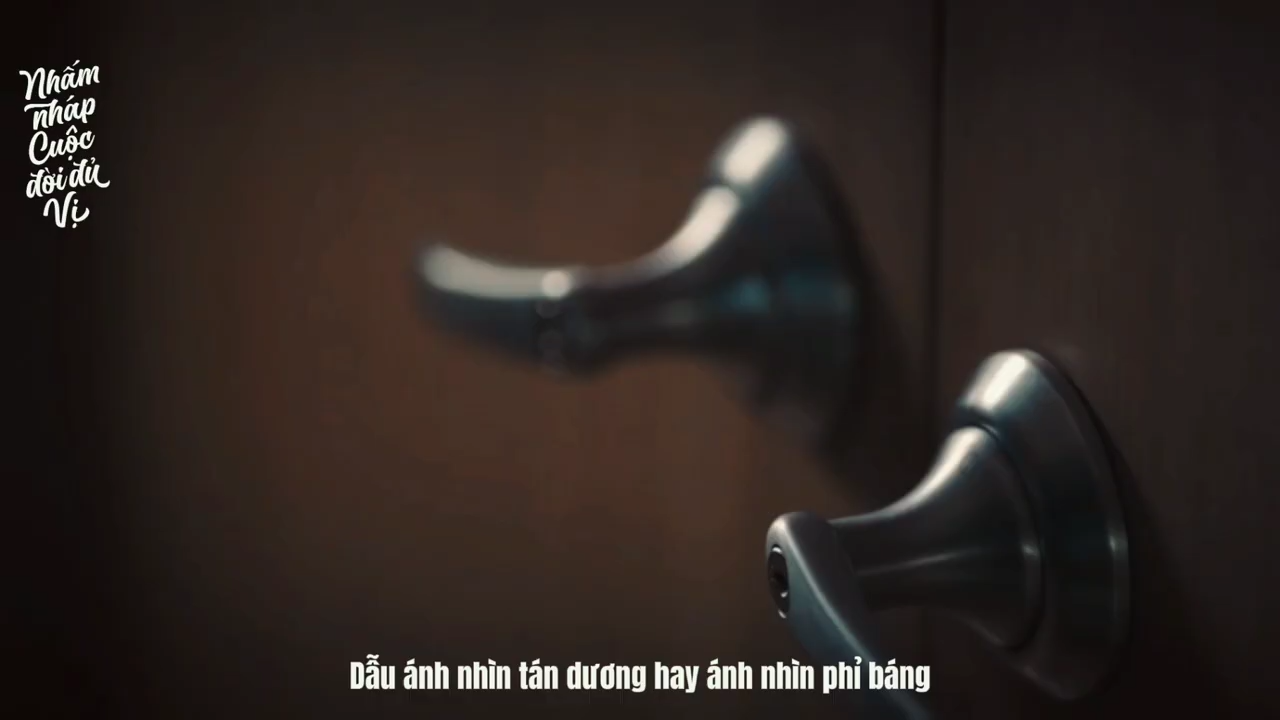 Nhấm
nháp
Cuộc
đời đủ
Vị
Dẫu ánh nhìn tán dương hay ánh nhìn phỉ báng